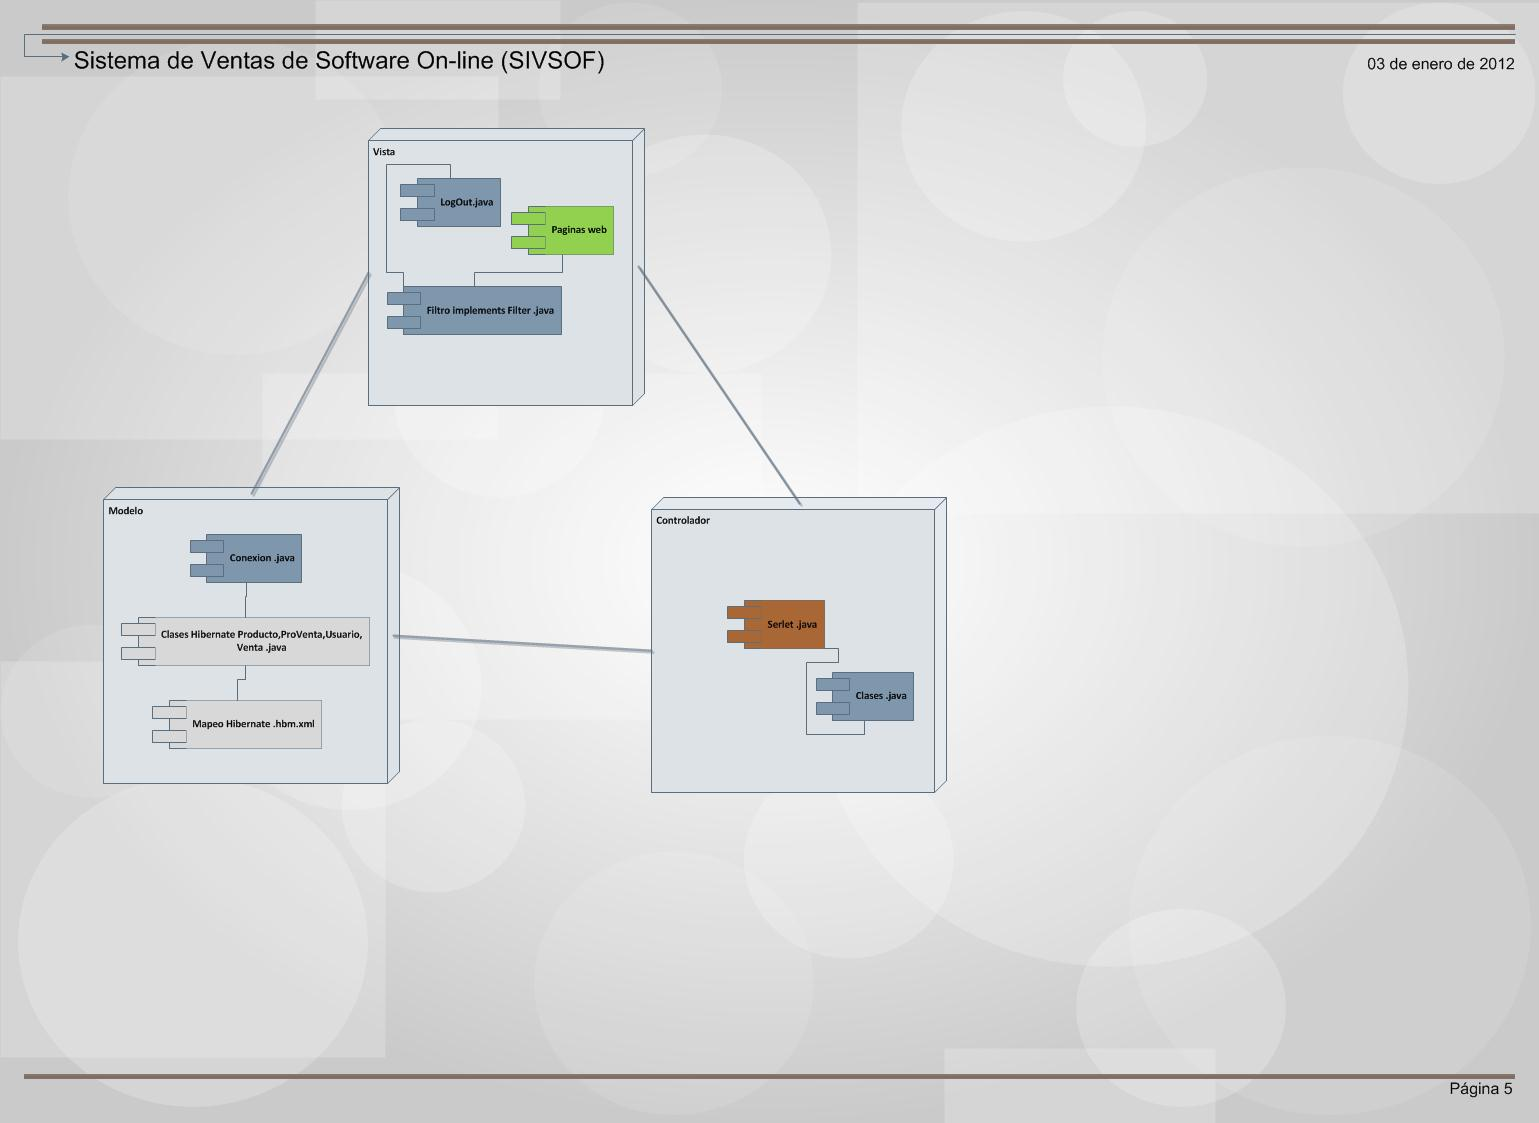 Sistema de Ventas de Software On-line (SIVSOF)
03 de enero de 2012
Vista
LogOut.java
Paginas web
Filtro implements Filter .java
Modelo
Conexion .java
Clases Hibernate Producto,ProVenta,Usuario,
Venta .java
Mapeo Hibernate .hbm.xml
Controlador
Serlet .java
Clases .java
Página 5